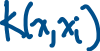 K(x, xi)